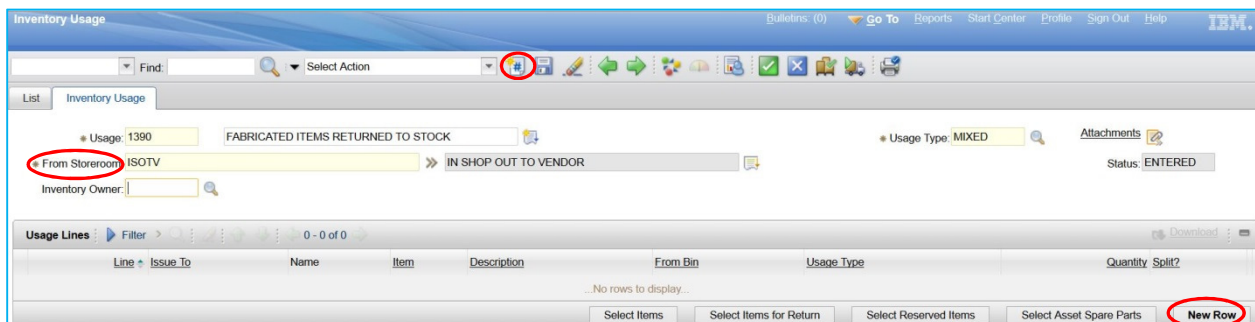 Inventory Usage Bulletins: (0) Go To Reports Start Center Profile Sign Out Help IBM.
Find: Select Action
List Inventory Usage
Usage: 1390 FABRICATED ITEMS RETURNED TO STOCK Usage Type: MIXED Attachments
From Storeroom: ISOTV IN SHOP OUT TO VENDOR Status: ENTERED
Inventory Owner:
Usage Lines Filter 0 - 0 of 0 Download
Line Issue To Name Item Description From Bin Usage Type Quantity Split?
...No rows to display...
Select Items Select Items for Return Select Reserved Items Select Asset Spare Parts New Row